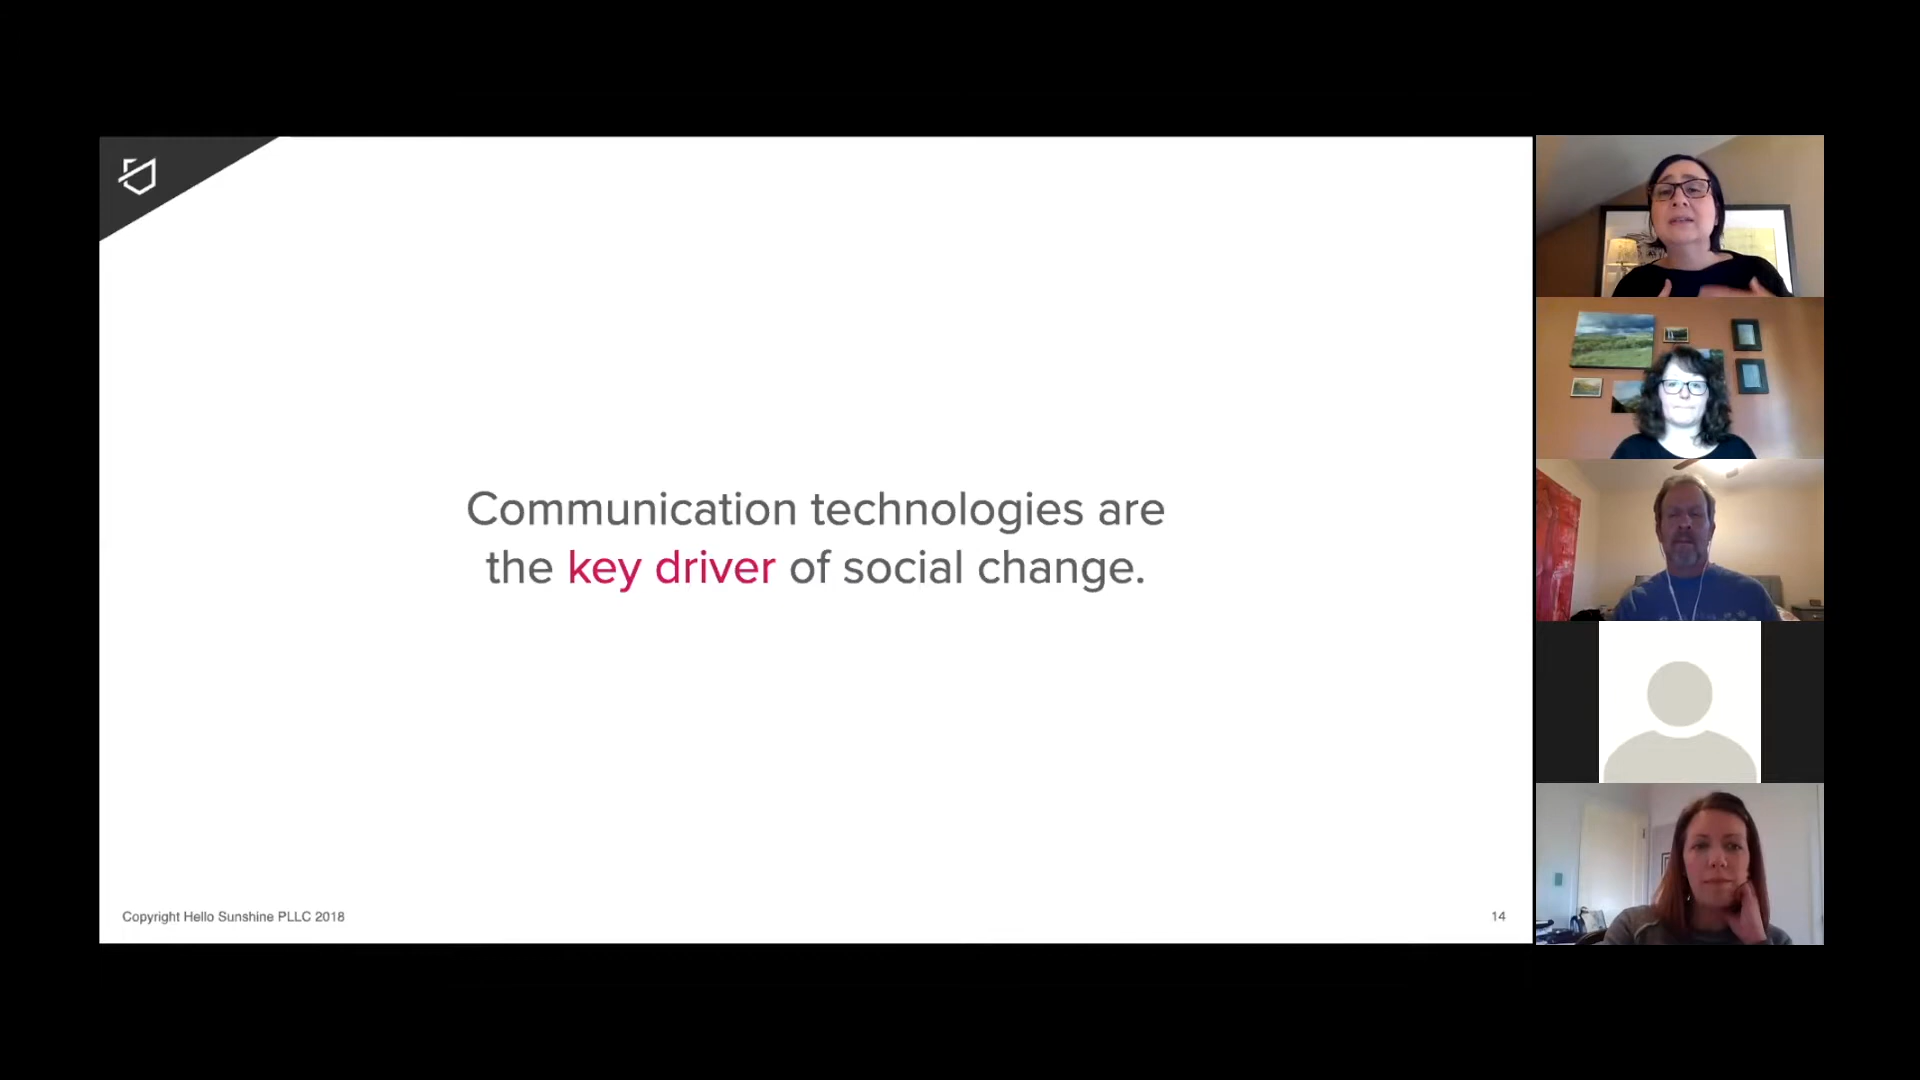 Communication technologies are
the key driver of social change.
Copyright Hello Sunshine PLLC 2018
14